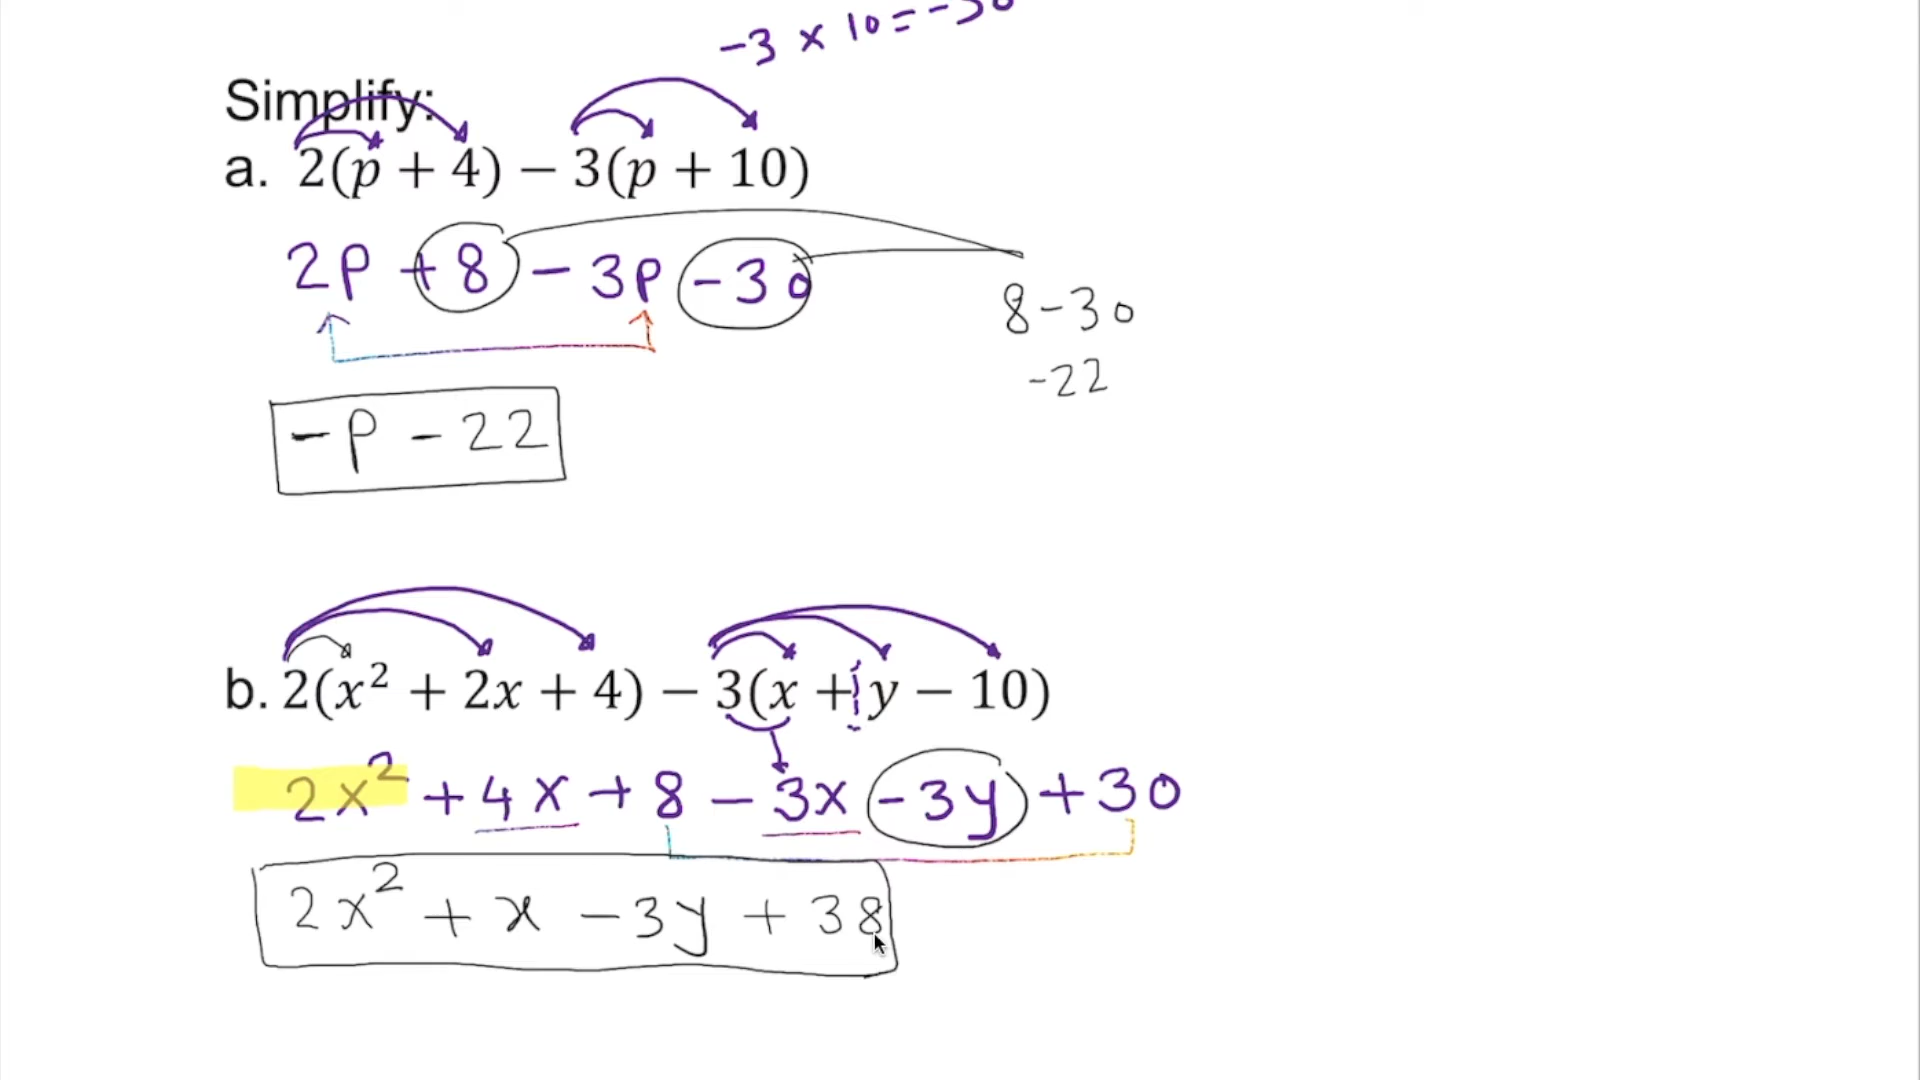 -3 × 10 = -30
Simplify:
a. 2(p + 4) − 3(p + 10)
2p + 8 - 3p - 30
8 - 30
-22
-p - 22
b. 2(x² + 2x + 4) − 3(x + y − 10)
2x² + 4x + 8 - 3x - 3y + 30
2x² + x - 3y + 38